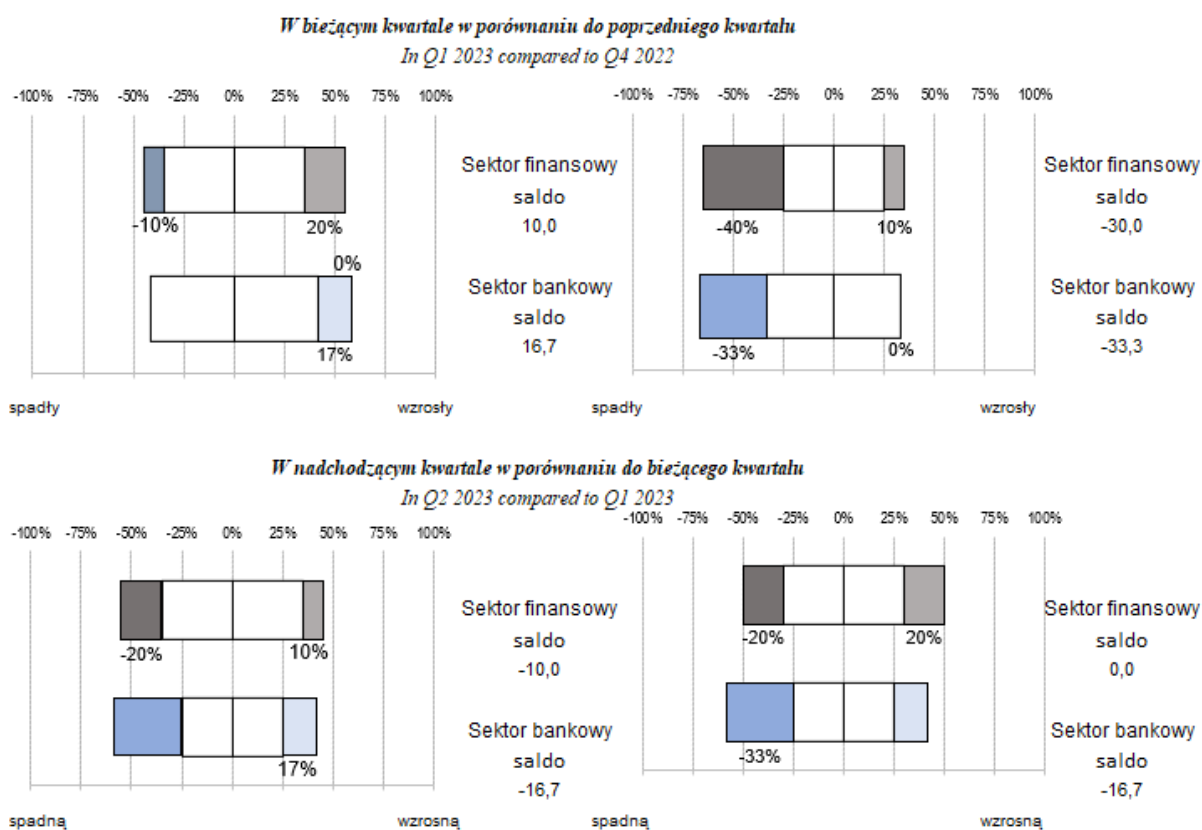 W bieżącym kwartale w porównaniu do poprzedniego kwartału
In Q1 2023 compared to Q4 2022
-100% -75% -50% -25% 0% 25% 50% 75% 100%
-100% -75% -50% -25% 0% 25% 50% 75% 100%
Sektor finansowy
saldo
10,0
-10% 20%
Sektor finansowy
saldo
-30,0
-40% 10%
0%
Sektor bankowy
saldo
16,7
17%
Sektor bankowy
saldo
-33,3
-33% 0%
spadły wzrosły
spadły wzrosły
W nadchodzącym kwartale w porównaniu do bieżącego kwartału
In Q2 2023 compared to Q1 2023
-100% -75% -50% -25% 0% 25% 50% 75% 100%
-100% -75% -50% -25% 0% 25% 50% 75% 100%
Sektor finansowy
saldo
-10,0
-20% 10%
Sektor finansowy
saldo
0,0
-20% 20%
Sektor bankowy
saldo
-16,7
17%
Sektor bankowy
saldo
-16,7
-33%
spadną wzrosną
spadną wzrosną